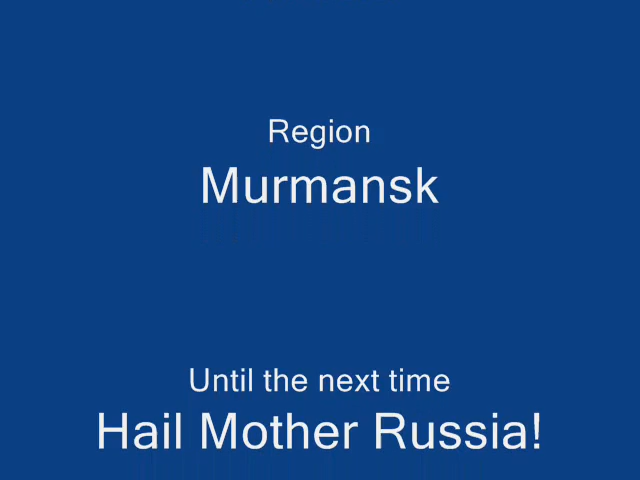 Region
Murmansk
Until the next time
Hail Mother Russia!